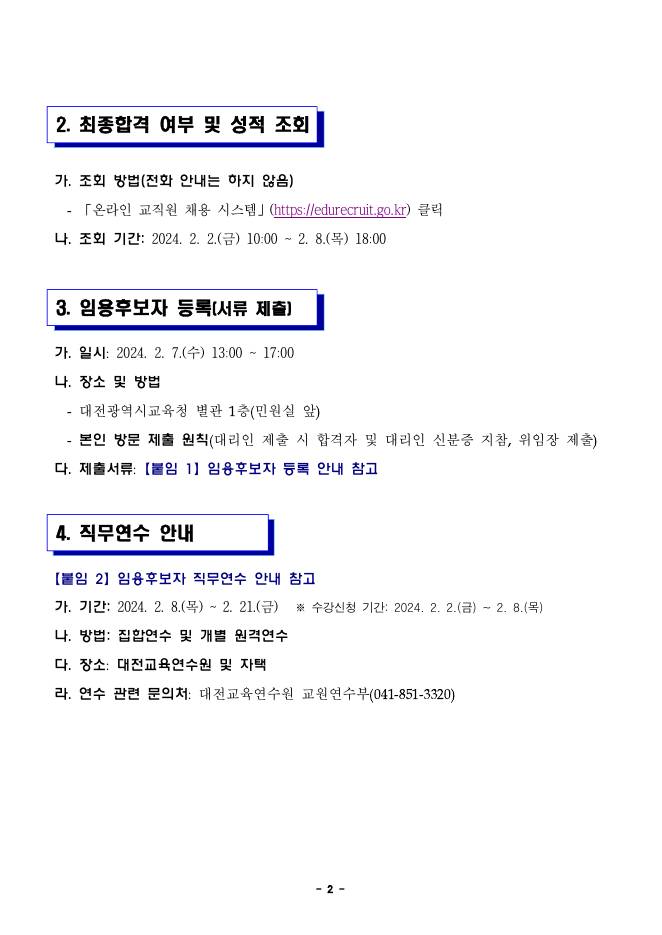 2. 최종합격 여부 및 성적 조회
가. 조회 방법(전화 안내는 하지 않음)
- 「온라인 교직원 채용 시스템」(https://edurecruit.go.kr) 클릭
나. 조회 기간: 2024. 2. 2.(금) 10:00 ~ 2. 8.(목) 18:00
3. 임용후보자 등록(서류 제출)
가. 일시: 2024. 2. 7.(수) 13:00 ~ 17:00
나. 장소 및 방법
- 대전광역시교육청 별관 1층(민원실 앞)
- 본인 방문 제출 원칙(대리인 제출 시 합격자 및 대리인 신분증 지참, 위임장 제출)
다. 제출서류: 【붙임 1】 임용후보자 등록 안내 참고
4. 직무연수 안내
【붙임 2】 임용후보자 직무연수 안내 참고
가. 기간: 2024. 2. 8.(목) ~ 2. 21.(금) ※ 수강신청 기간: 2024. 2. 2.(금) ~ 2. 8.(목)
나. 방법: 집합연수 및 개별 원격연수
다. 장소: 대전교육연수원 및 자택
라. 연수 관련 문의처: 대전교육연수원 교원연수부(041-851-3320)
- 2 -